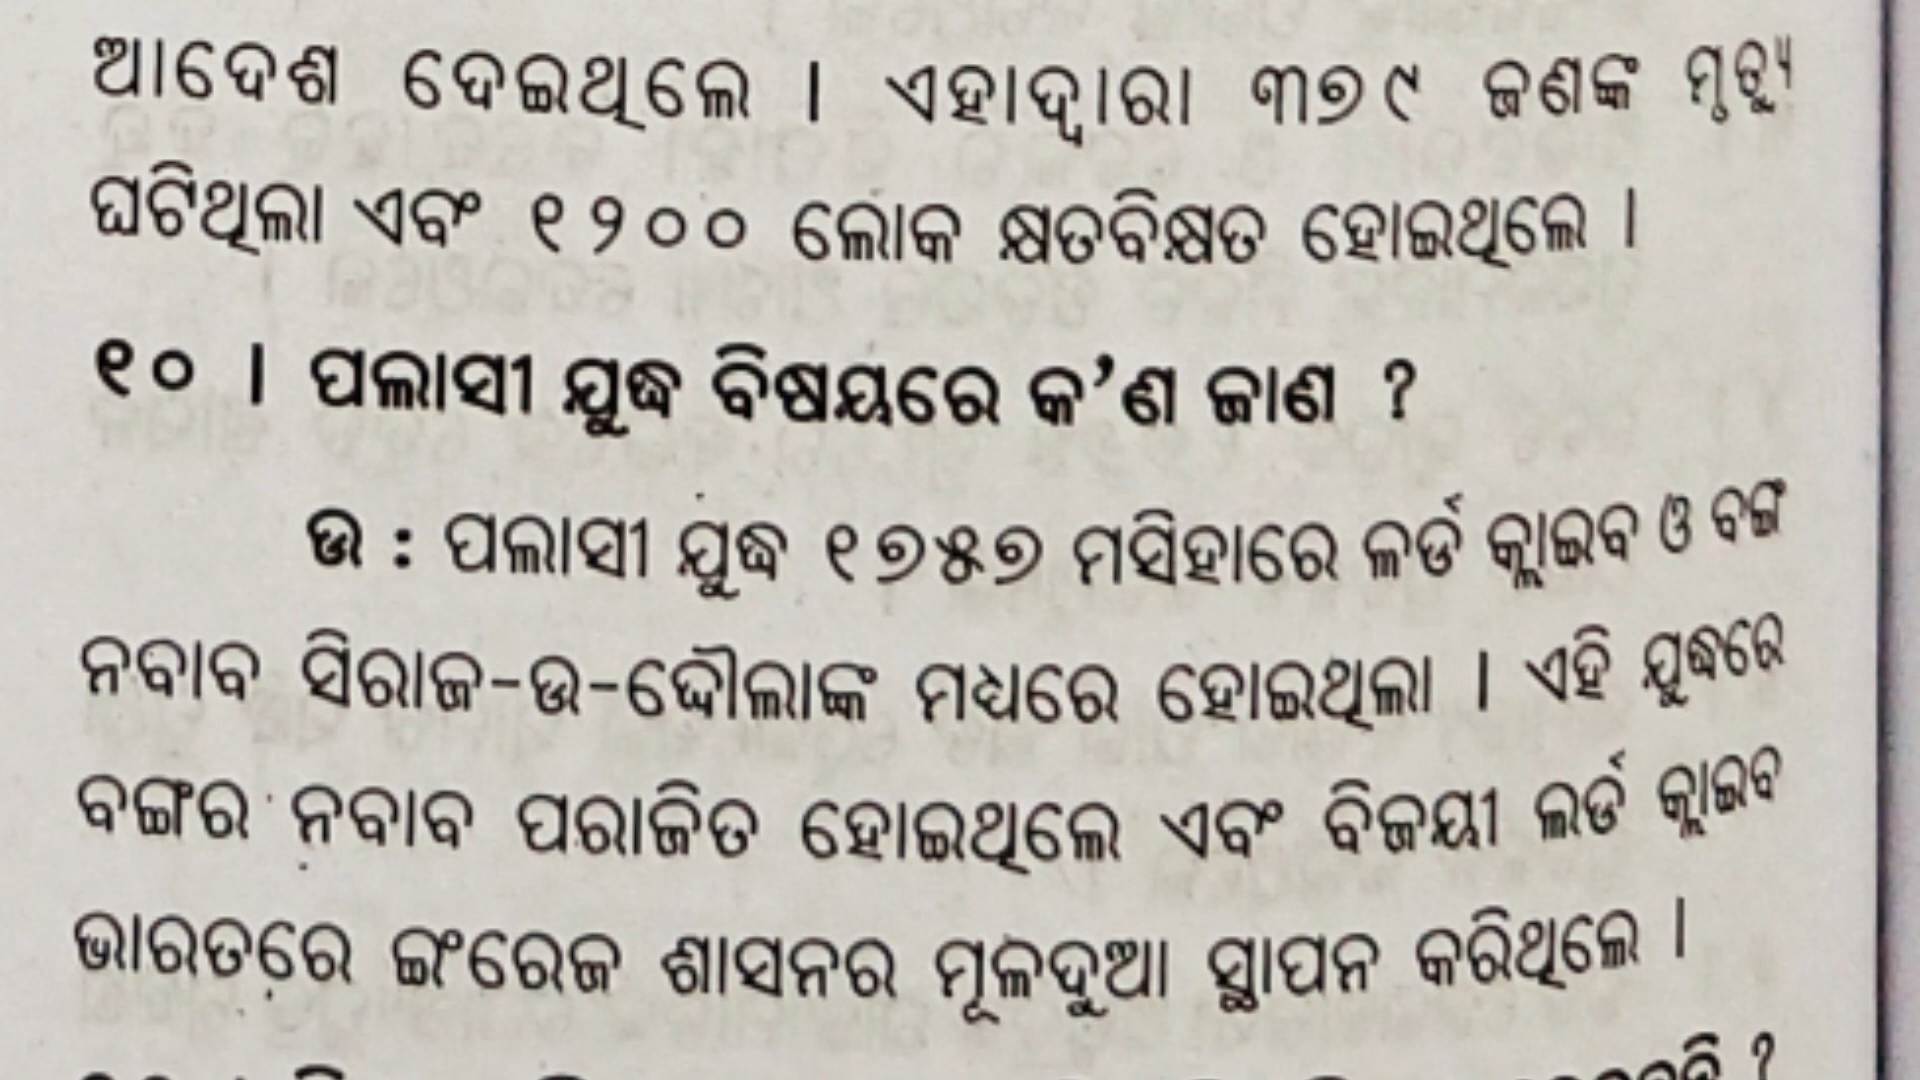 ଆଦେଶ ଦେଇଥିଲେ । ଏହାଦ୍ୱାରା ୩୭୯ ଜଣଙ୍କ ମୃତ୍ୟୁ
ଘଟିଥିଲା ଏବଂ ୧୨୦୦ ଲୋକ କ୍ଷତବିକ୍ଷତ ହୋଇଥିଲେ ।
୧୦ । ପଲାସୀ ଯୁଦ୍ଧ ବିଷୟରେ କ’ଣ ଜାଣ ?
ଉ : ପଲାସୀ ଯୁଦ୍ଧ ୧୭୫୭ ମସିହାରେ ଳର୍ଡ କ୍ଲାଇବ ଓ ବଙ୍ଗ
ନବାବ ସିରାଜ-ଉ-ଦ୍ଦୌଲାଙ୍କ ମଧ୍ୟରେ ହୋଇଥିଲା । ଏହି ଯୁଦ୍ଧରେ
ବଙ୍ଗର ନବାବ ପରାଜିତ ହୋଇଥିଲେ ଏବଂ ବିଜୟୀ ଲର୍ଡ କ୍ଲାଇବ
ଭାରତରେ ଇଂରେଜ ଶାସନର ମୂଳଦୁଆ ସ୍ଥାପନ କରିଥିଲେ ।